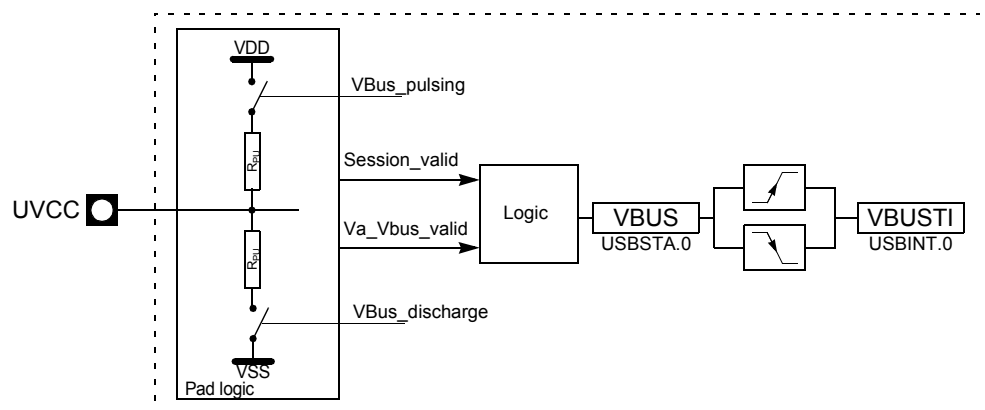 VDD
VBus_pulsing
RPU
Session_valid
UVCC
Logic
VBUS
VBUSTI
USBSTA.0
USBINT.0
Va_Vbus_valid
RPU
VBus_discharge
VSS
Pad logic